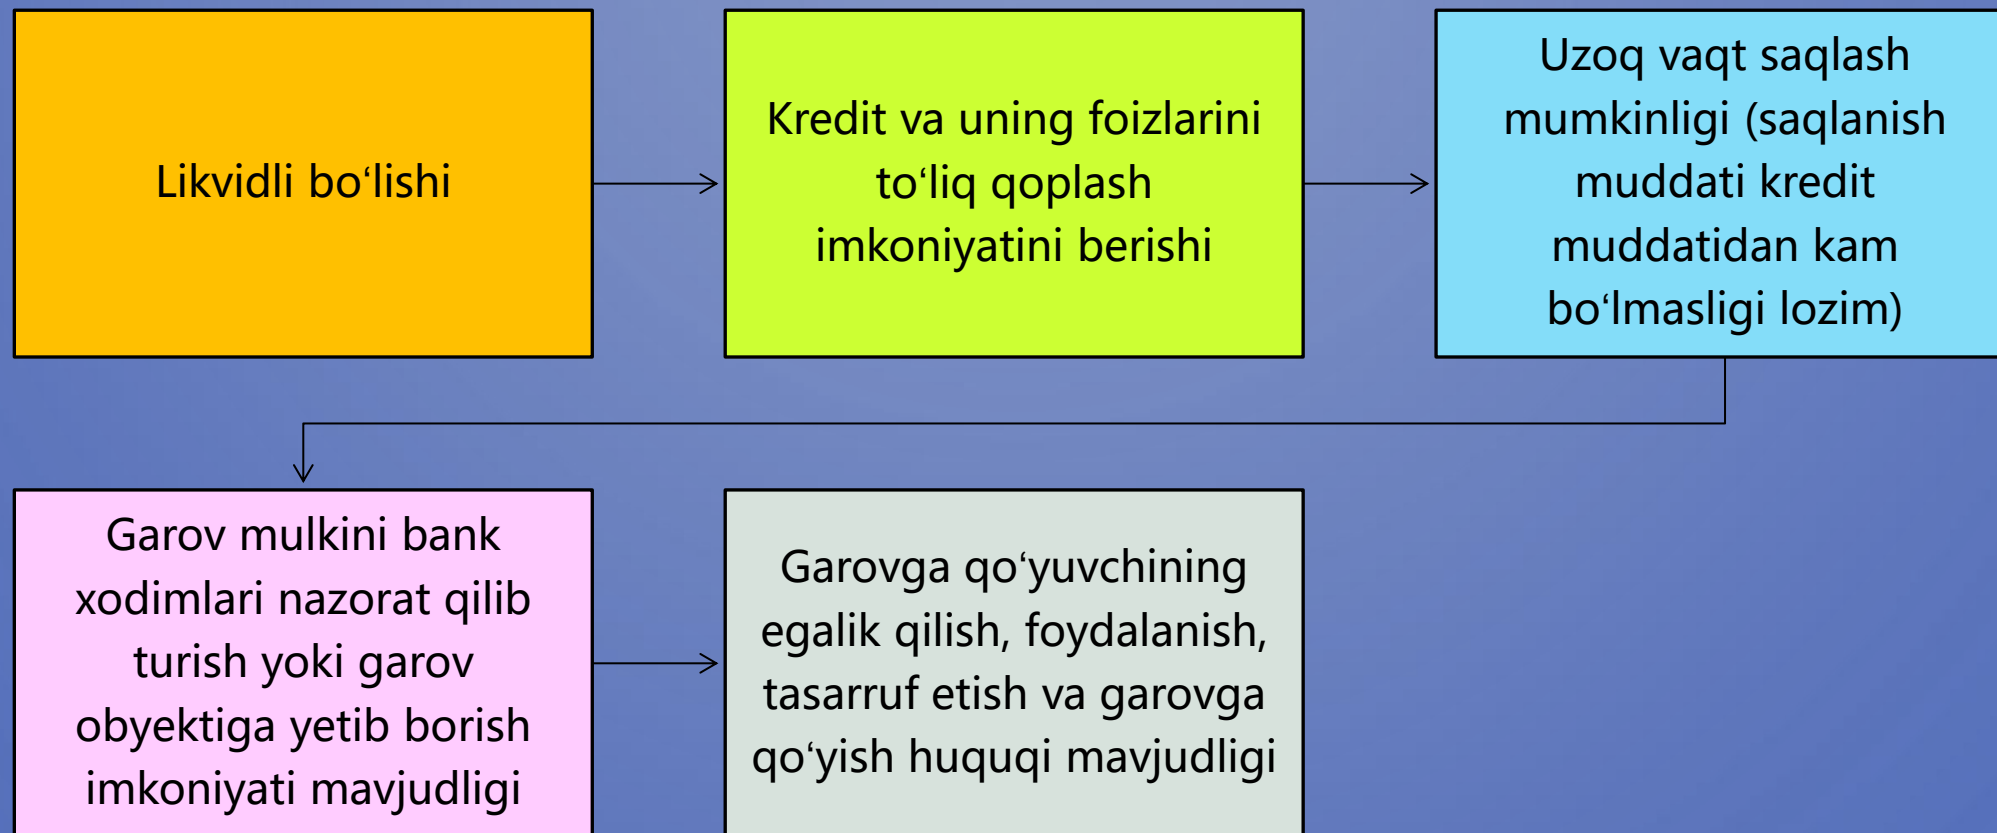 Likvidli bo‘lishi
Kredit va uning foizlarini
to‘liq qoplash
imkoniyatini berishi
Uzoq vaqt saqlash
mumkinligi (saqlanish
muddati kredit
muddatidan kam
bo‘lmasligi lozim)
Garov mulkini bank
xodimlari nazorat qilib
turish yoki garov
obyektiga yetib borish
imkoniyati mavjudligi
Garovga qo‘yuvchining
egalik qilish, foydalanish,
tasarruf etish va garovga
qo‘yish huquqi mavjudligi